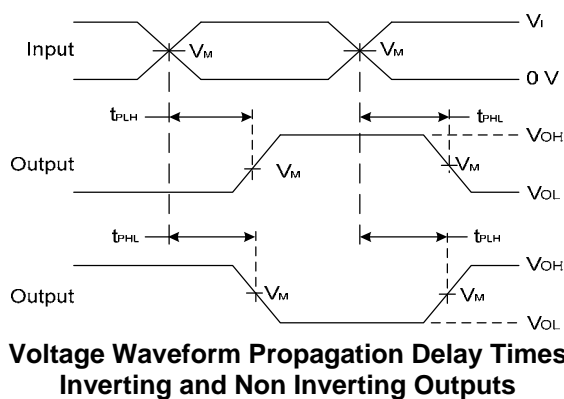 VI
Input
VM
VM
0 V
tPLH
tPHL
VOH
Output
VM
VM
VOL
tPHL
tPLH
VOH
Output
VM
VM
VOL
Voltage Waveform Propagation Delay Times
Inverting and Non Inverting Outputs